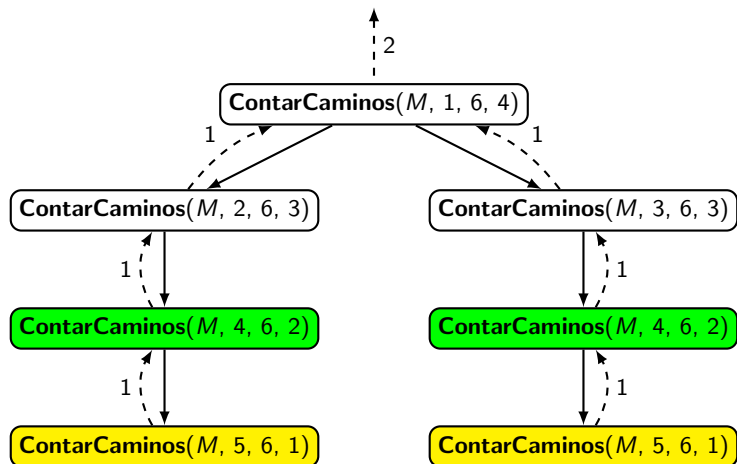 2
ContarCaminos(M, 1, 6, 4)
1
1
ContarCaminos(M, 2, 6, 3)
ContarCaminos(M, 3, 6, 3)
1
1
ContarCaminos(M, 4, 6, 2)
ContarCaminos(M, 4, 6, 2)
1
1
ContarCaminos(M, 5, 6, 1)
ContarCaminos(M, 5, 6, 1)